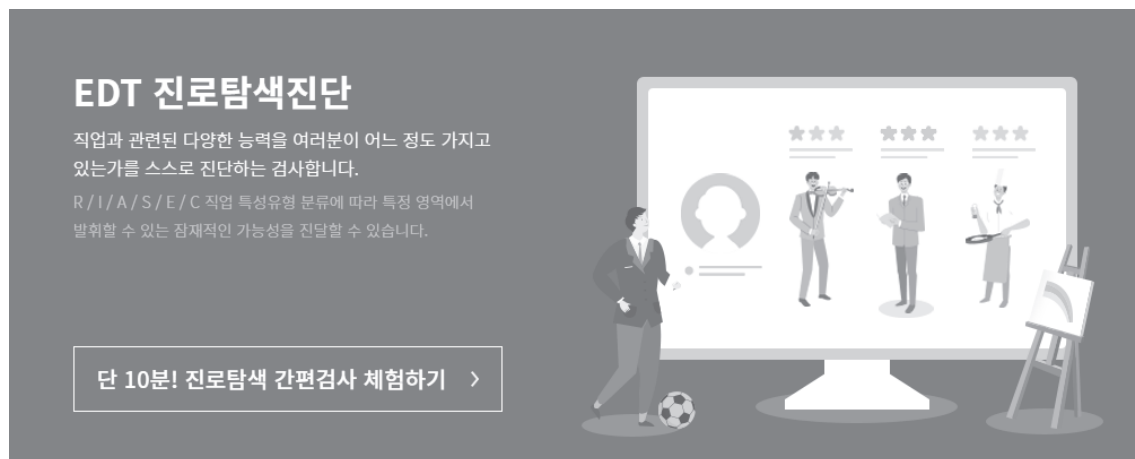 EDT 진로탐색진단
직업과 관련된 다양한 능력을 여러분이 어느 정도 가지고
있는가를 스스로 진단하는 검사합니다.
R / I / A / S / E / C 직업 특성유형 분류에 따라 특정 영역에서
발휘할 수 있는 잠재적인 가능성을 진달할 수 있습니다.
단 10분! 진로탐색 간편검사 체험하기